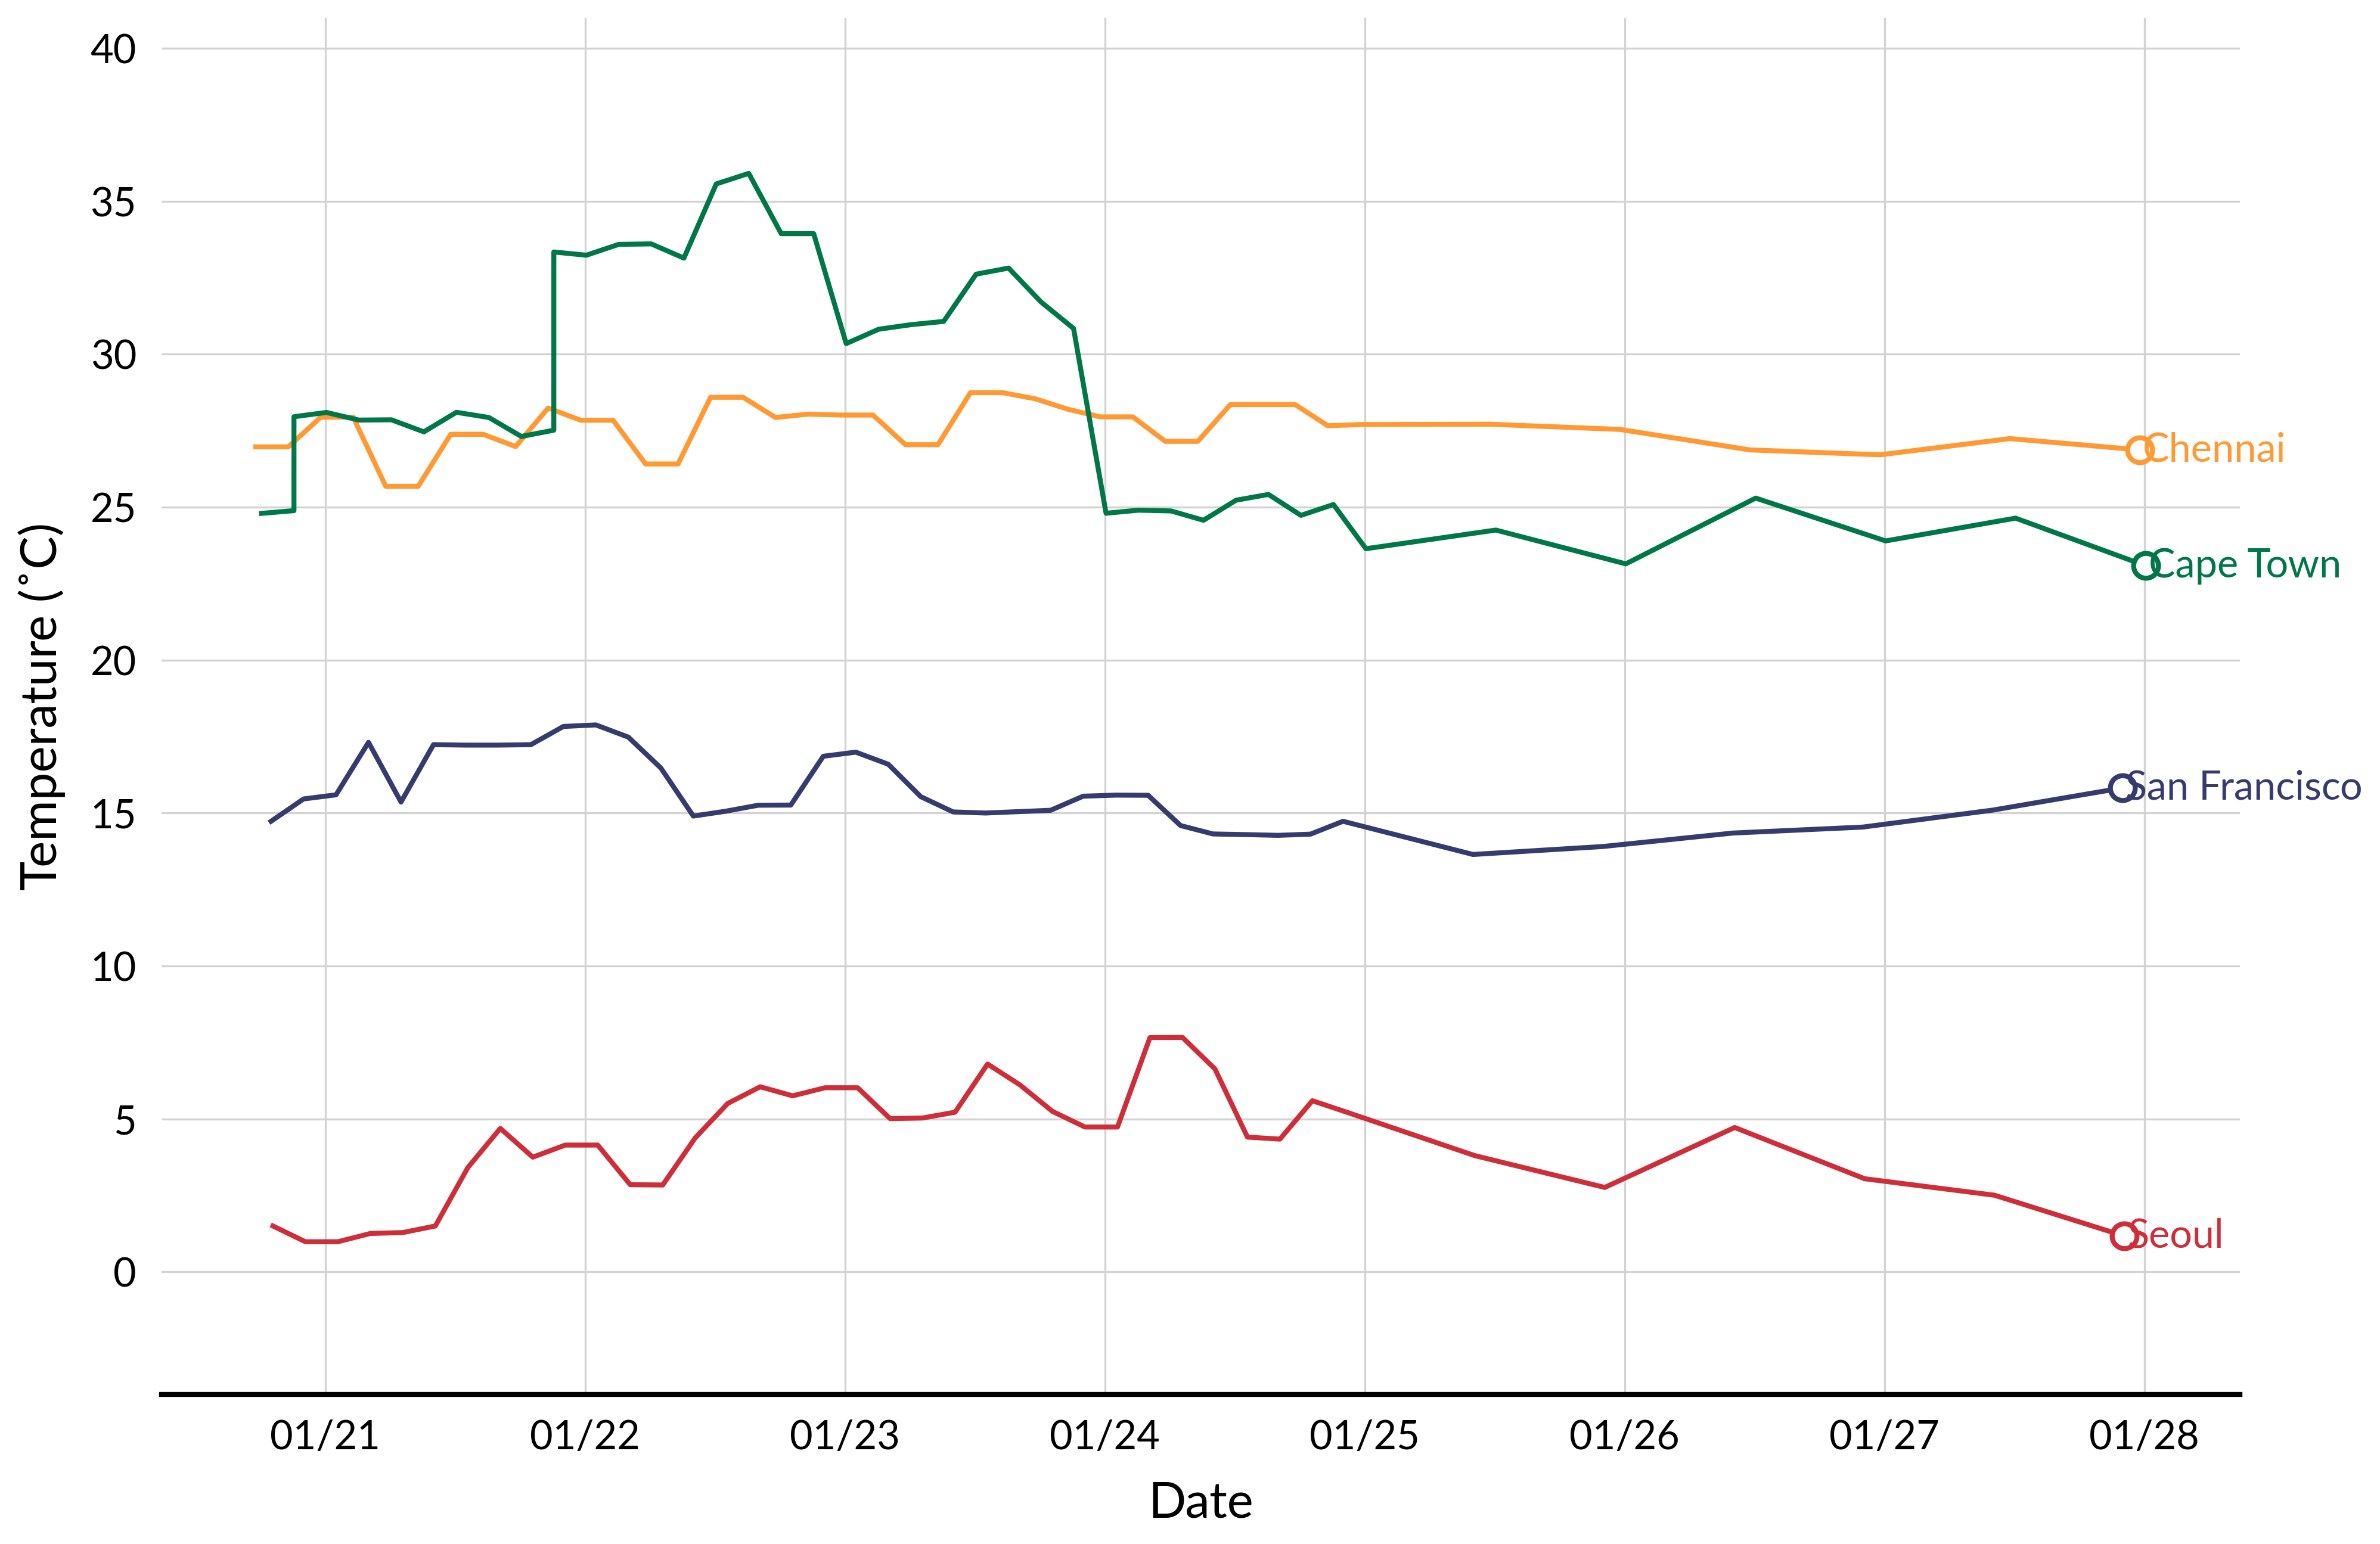 40
35
30
25
20
15
10
5
0
Temperature (°C)
Chennai
Cape Town
San Francisco
Seoul
01/21 01/22 01/23 01/24 01/25 01/26 01/27 01/28
Date